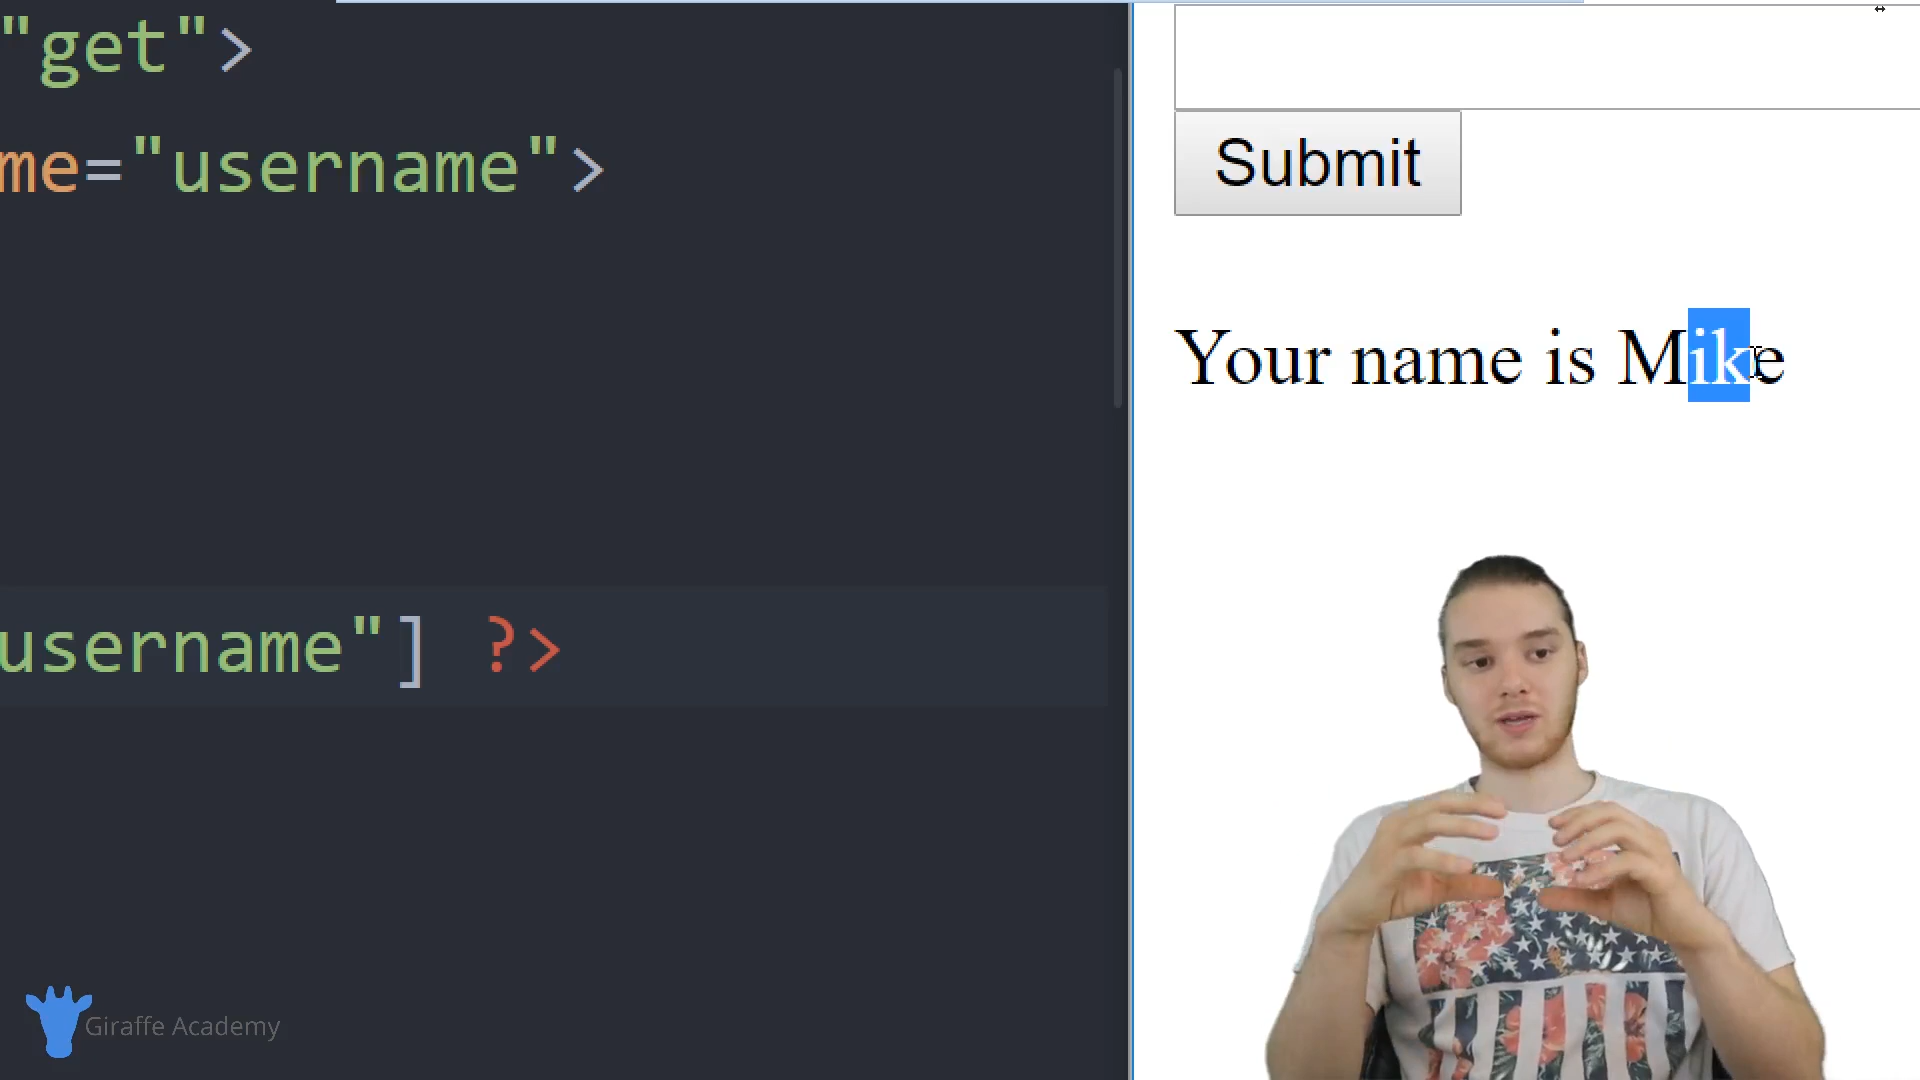 "get">
me="username">
username"] ?>
Submit
Your name is Mike
Giraffe Academy